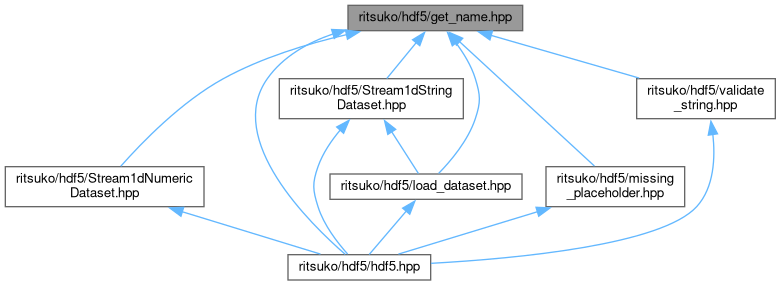 ritsuko/hdf5/get_name.hpp
ritsuko/hdf5/Stream1dString
Dataset.hpp
ritsuko/hdf5/validate
_string.hpp
ritsuko/hdf5/Stream1dNumeric
Dataset.hpp
ritsuko/hdf5/load_dataset.hpp
ritsuko/hdf5/missing
_placeholder.hpp
ritsuko/hdf5/hdf5.hpp